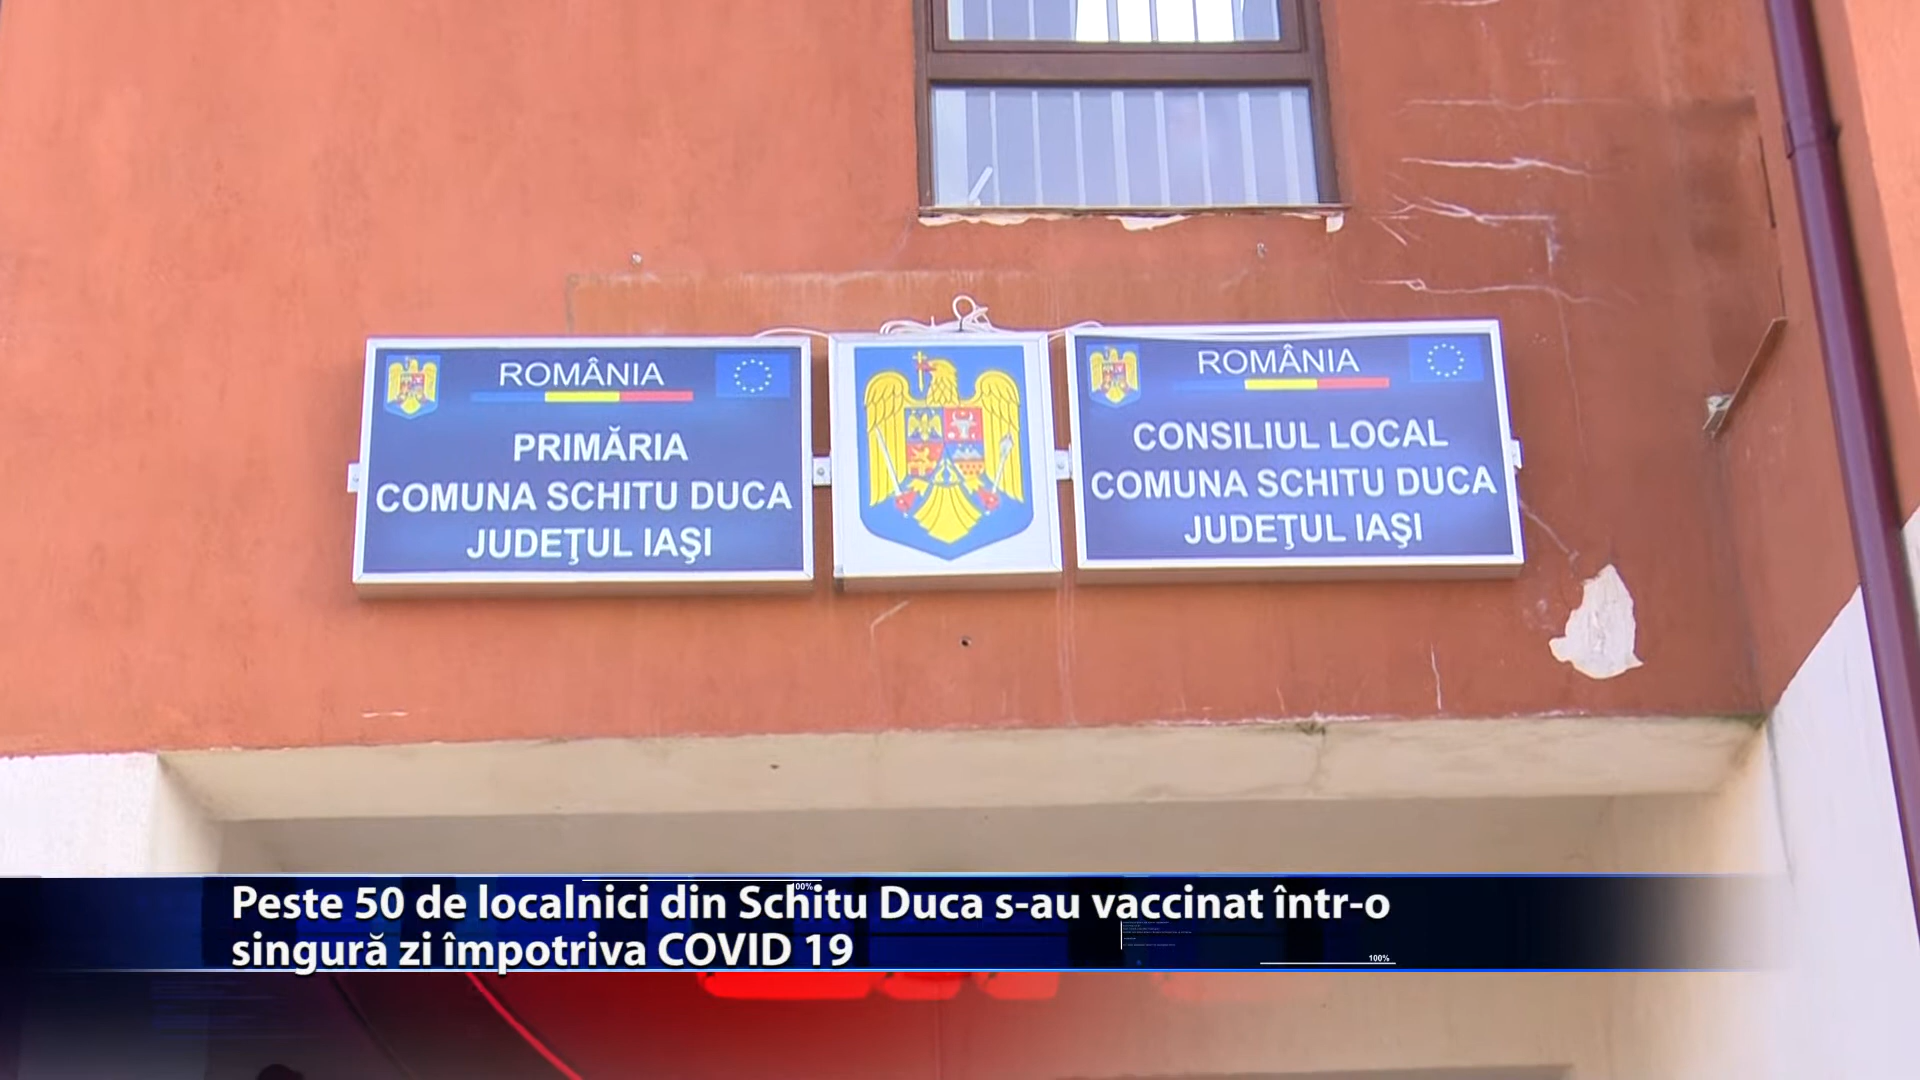 ROMÂNIA
PRIMĂRIA
COMUNA SCHITU DUCA
JUDEŢUL IAŞI
ROMÂNIA
CONSILIUL LOCAL
COMUNA SCHITU DUCA
JUDEŢUL IAŞI
Peste 50 de localnici din Schitu Duca s-au vaccinat într-o
singură zi împotriva COVID 19
100%